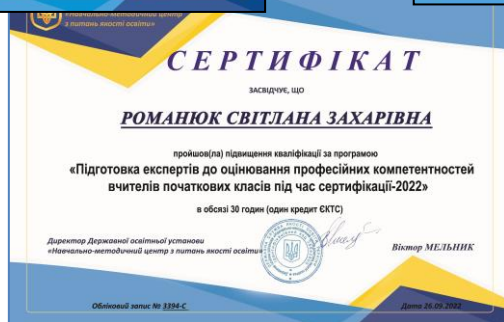 «Навчально-методичний центр
з питань якості освіти»
СЕРТИФІКАТ
ЗАСВІДЧУЄ, ЩО
РОМАНЮК СВІТЛАНА ЗАХАРІВНА
пройшов(ла) підвищення кваліфікації за програмою
«Підготовка експертів до оцінювання професійних компетентностей
вчителів початкових класів під час сертифікації-2022»
в обсязі 30 годин (один кредит ЄКТС)
Директор Державної освітньої установи
«Навчально-методичний центр з питань якості освіти»
Віктор МЕЛЬНИК
Обліковий запис № 3394-С
Дата 26.09.2022